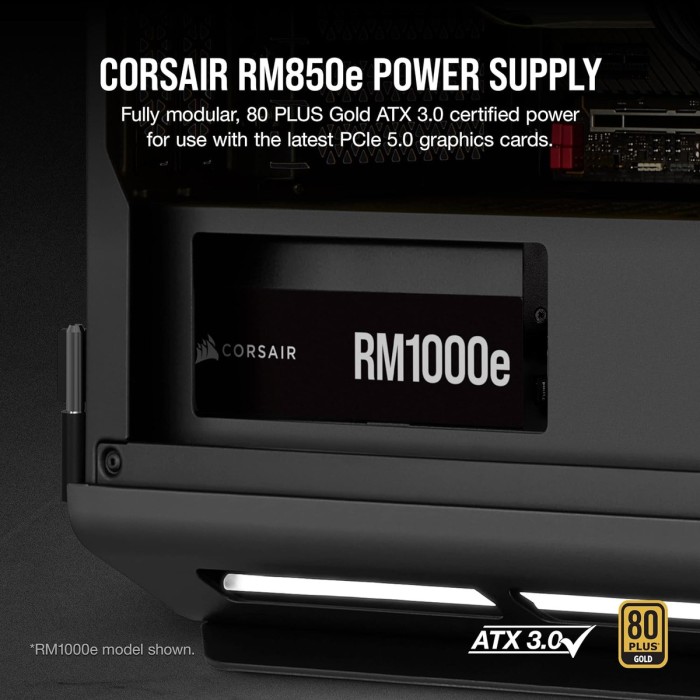 CORSAIR RM850e POWER SUPPLY
Fully modular, 80 PLUS Gold ATX 3.0 certified power
for use with the latest PCIe 5.0 graphics cards.
CORSAIR
RM1000e
*RM1000e model shown.
ATX 3.0
80
PLUS
GOLD